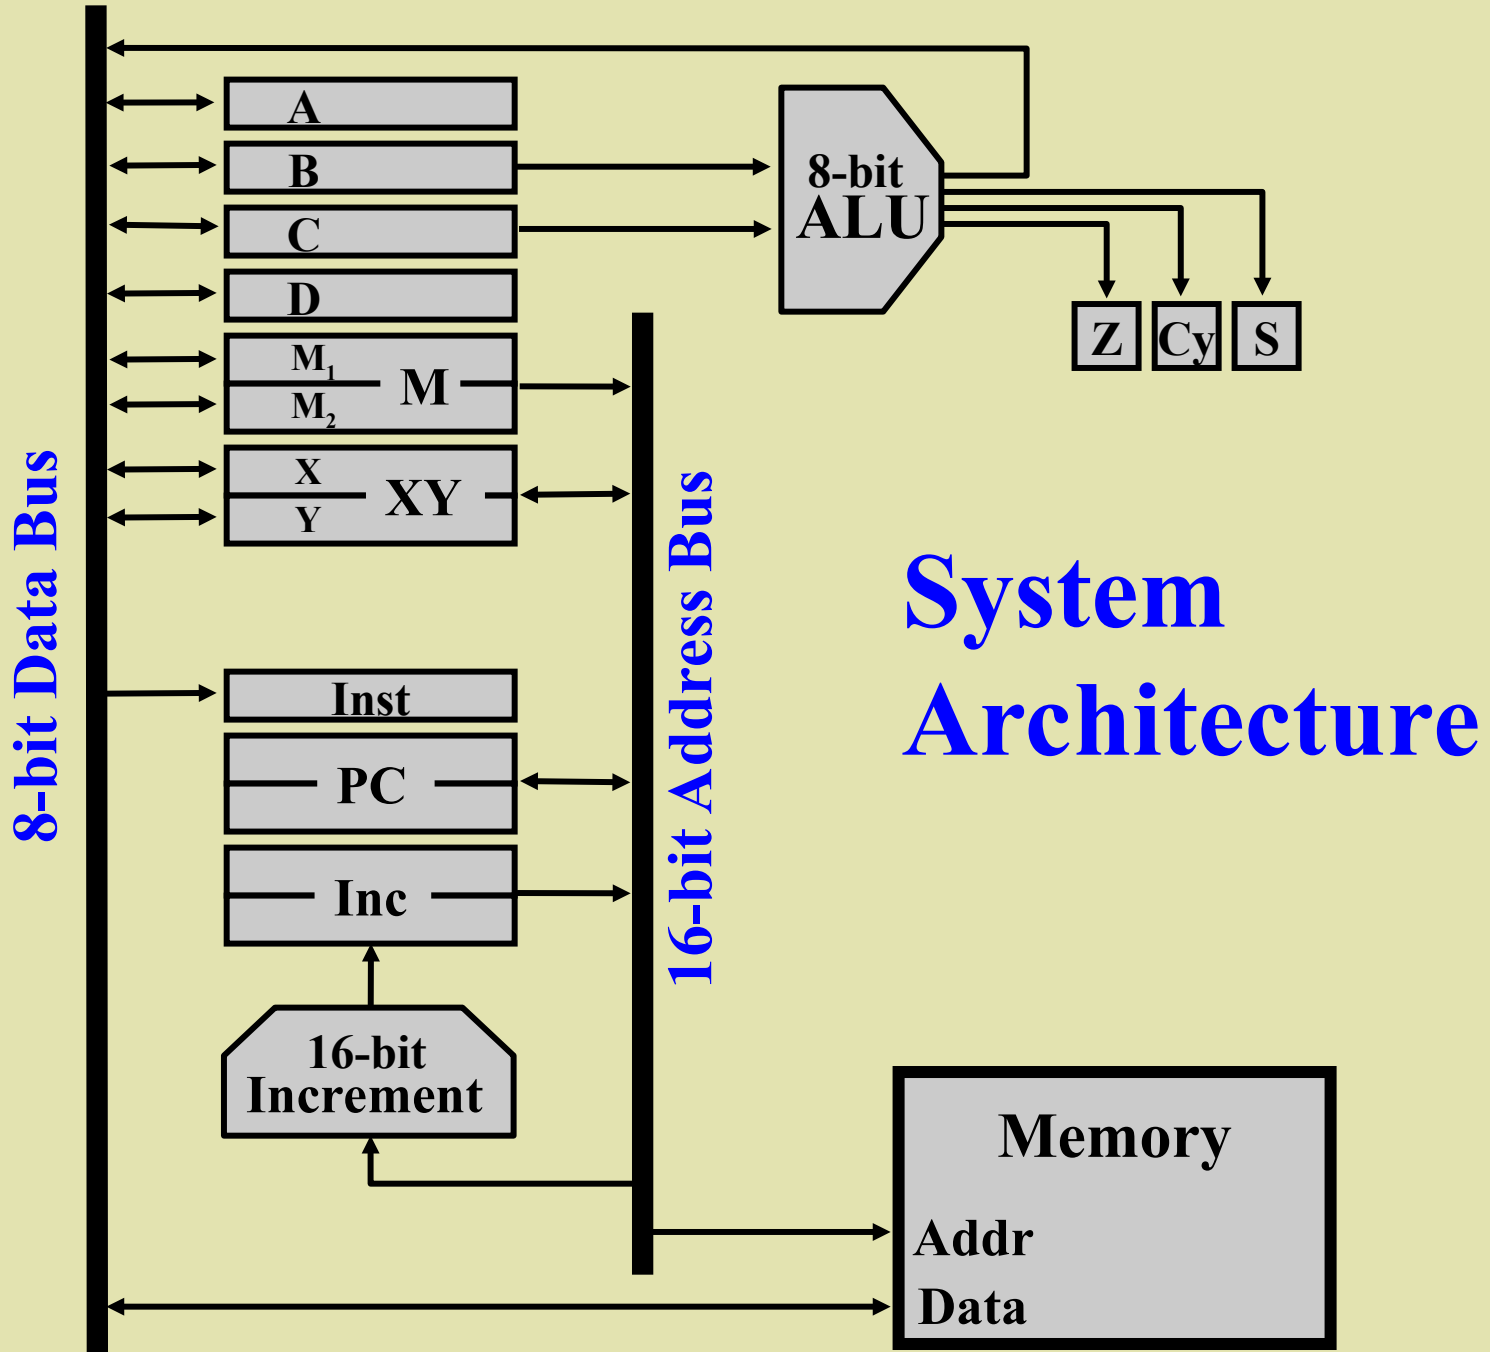 A
B
C
D
M1
M
M2
X
XY
Y
8-bit
ALU
Z Cy S
8-bit Data Bus
16-bit Address Bus
System
Architecture
Inst
PC
Inc
16-bit
Increment
Memory
Addr
Data